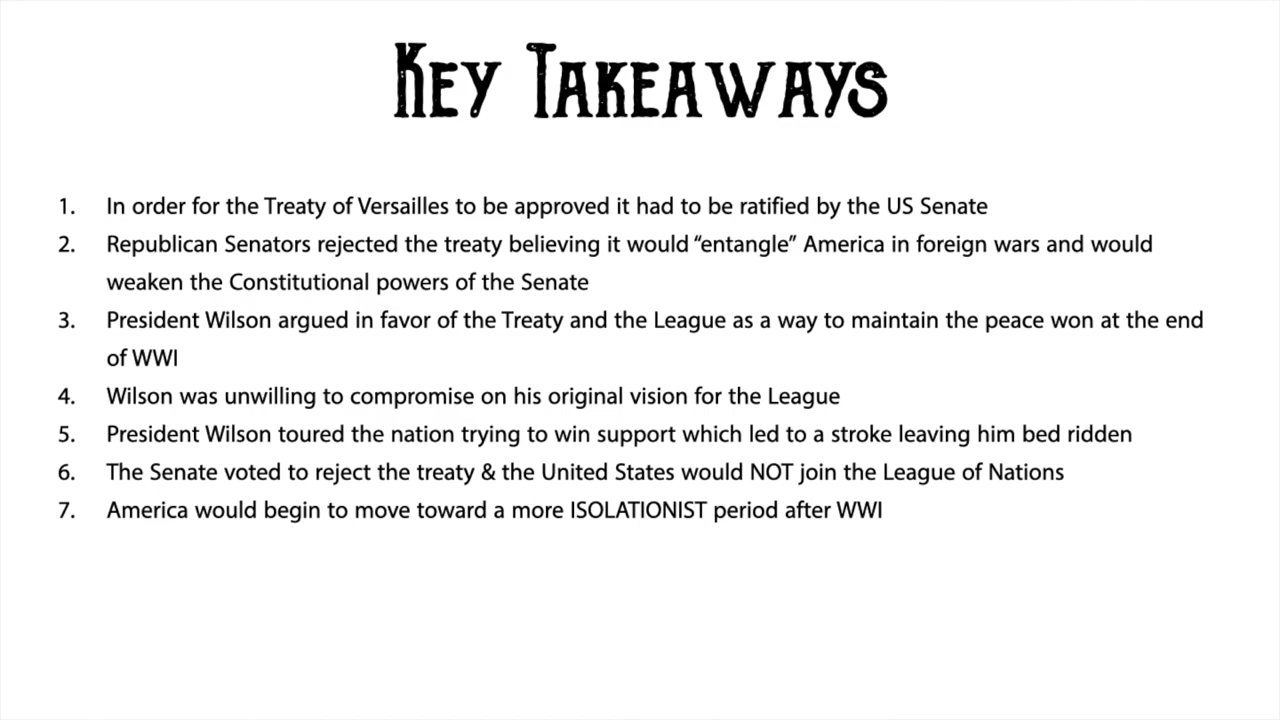 Key Takeaways
1. In order for the Treaty of Versailles to be approved it had to be ratified by the US Senate
2. Republican Senators rejected the treaty believing it would “entangle” America in foreign wars and would
weaken the Constitutional powers of the Senate
3. President Wilson argued in favor of the Treaty and the League as a way to maintain the peace won at the end
of WWI
4. Wilson was unwilling to compromise on his original vision for the League
5. President Wilson toured the nation trying to win support which led to a stroke leaving him bed ridden
6. The Senate voted to reject the treaty & the United States would NOT join the League of Nations
7. America would begin to move toward a more ISOLATIONIST period after WWI